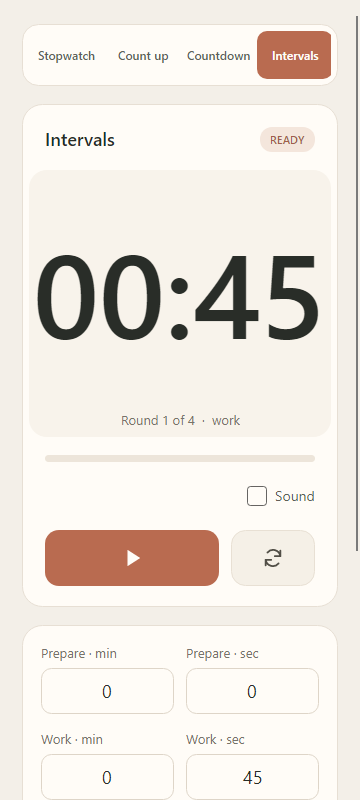 Stopwatch Count up Countdown Intervals
Intervals READY
00:45
Round 1 of 4 · work
Sound
Prepare · min Prepare · sec
0 0
Work · min Work · sec
0 45